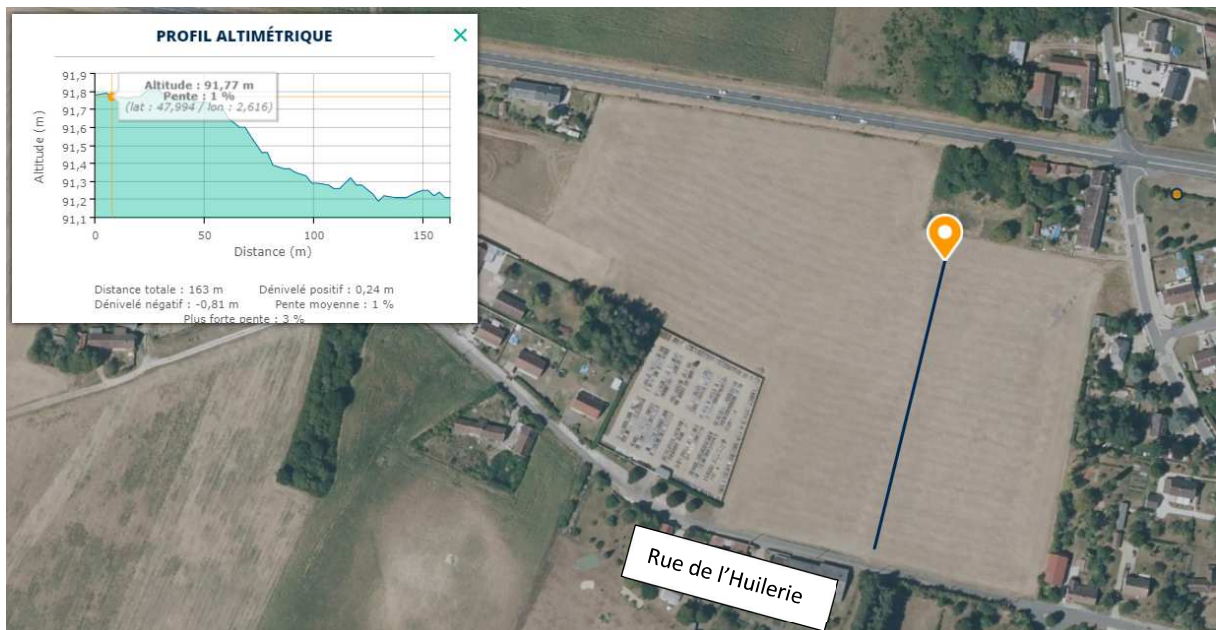 PROFIL ALTIMÉTRIQUE
91,9
91,8
91,7
91,6
91,5
91,4
91,3
91,2
91,1
Altitude (m)
Altitude : 91,77 m
Pente : 1 %
(lat : 47,994 / lon : 2,616)
0
50
100
150
Distance (m)
Distance totale : 163 m
Dénivelé positif : 0,24 m
Dénivelé négatif : -0,81 m
Pente moyenne : 1 %
Plus forte pente : 3 %
Rue de l’Huilerie